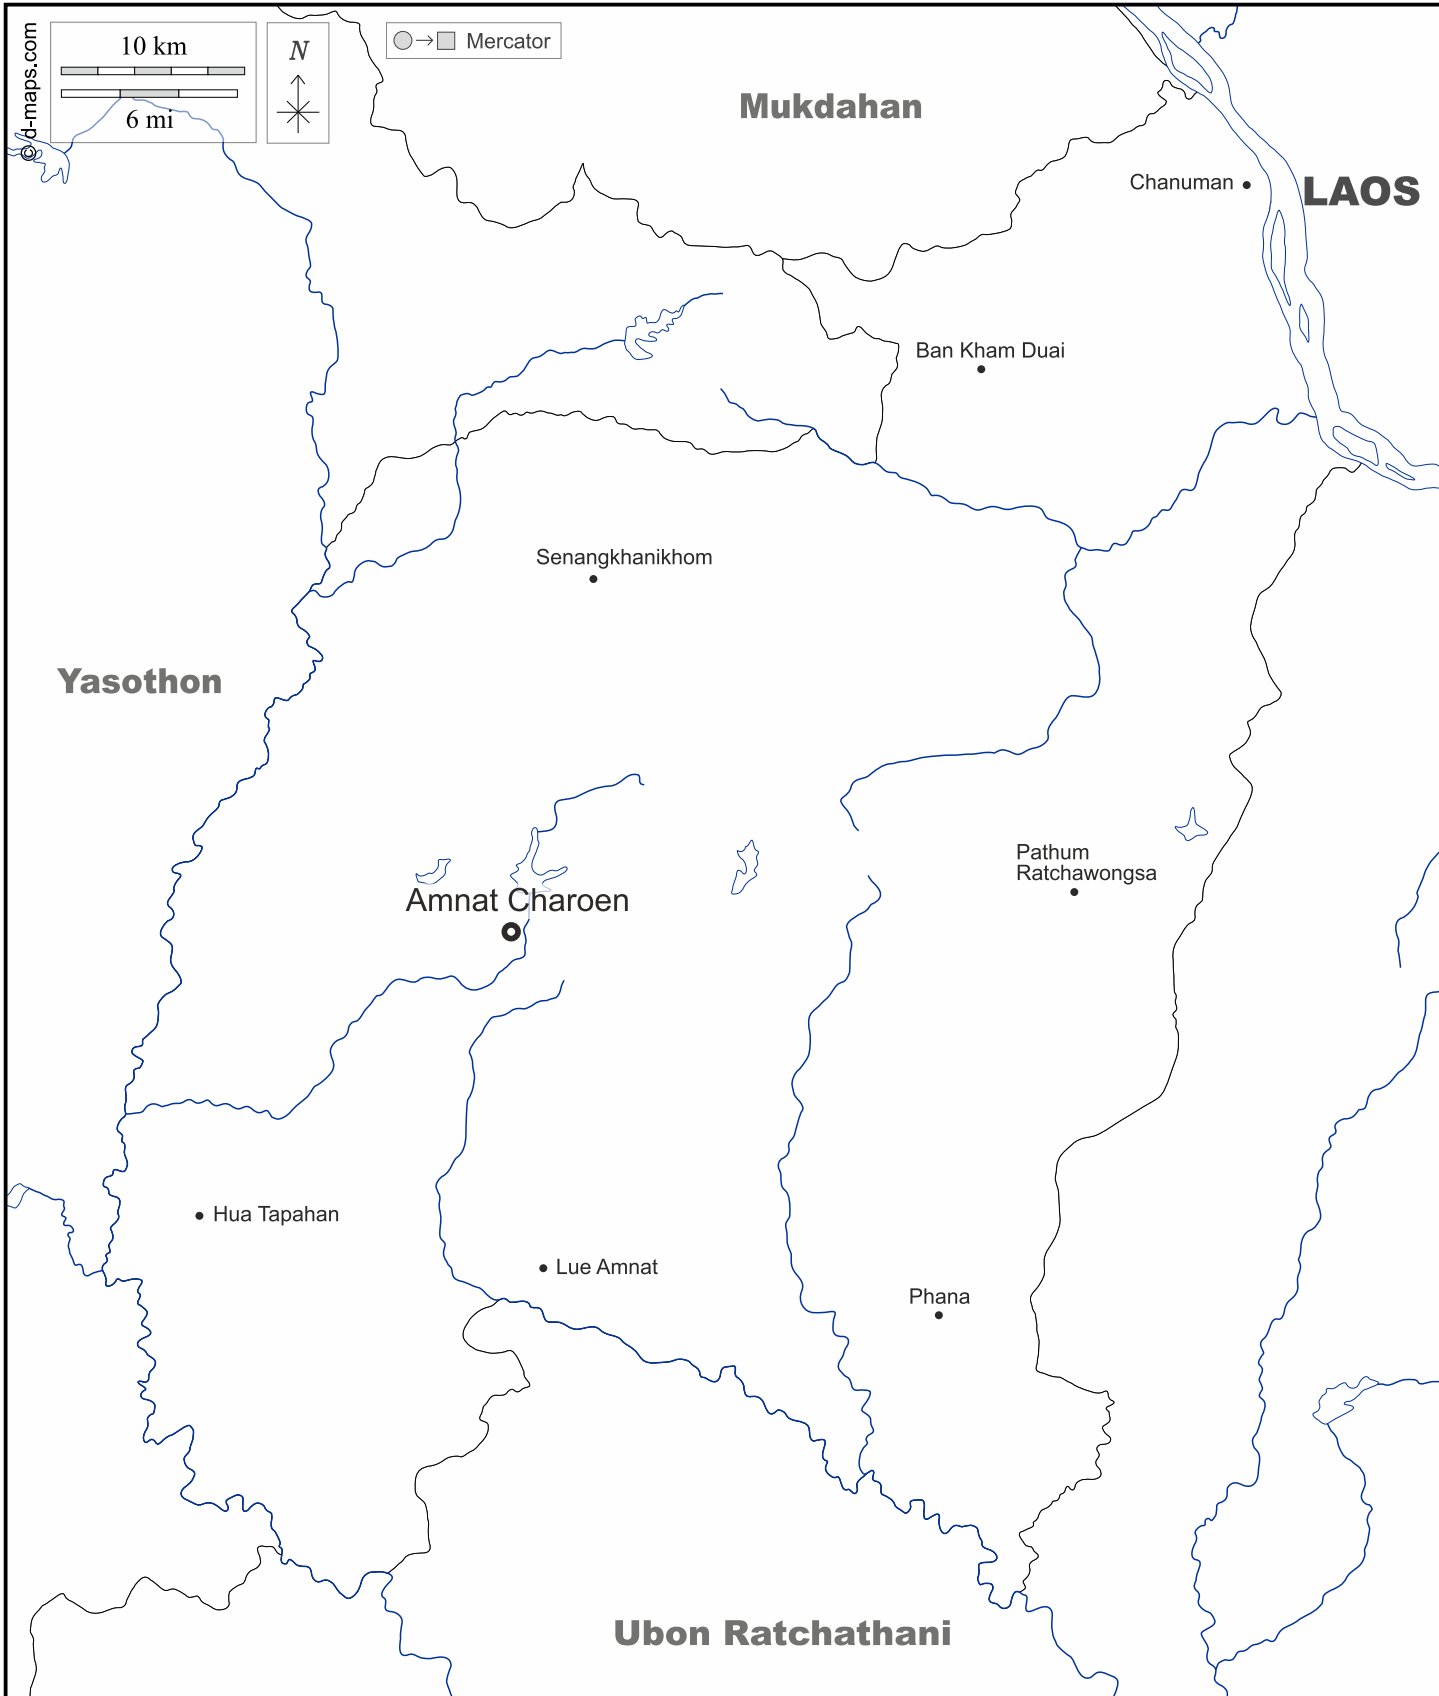 © d-maps.com
10 km
6 mi
N
Mercator
Mukdahan
Chanuman
LAOS
Ban Kham Duai
Senangkhanikhom
Yasothon
Pathum
Ratchawongsa
Amnat Charoen
Hua Tapahan
Lue Amnat
Phana
Ubon Ratchathani